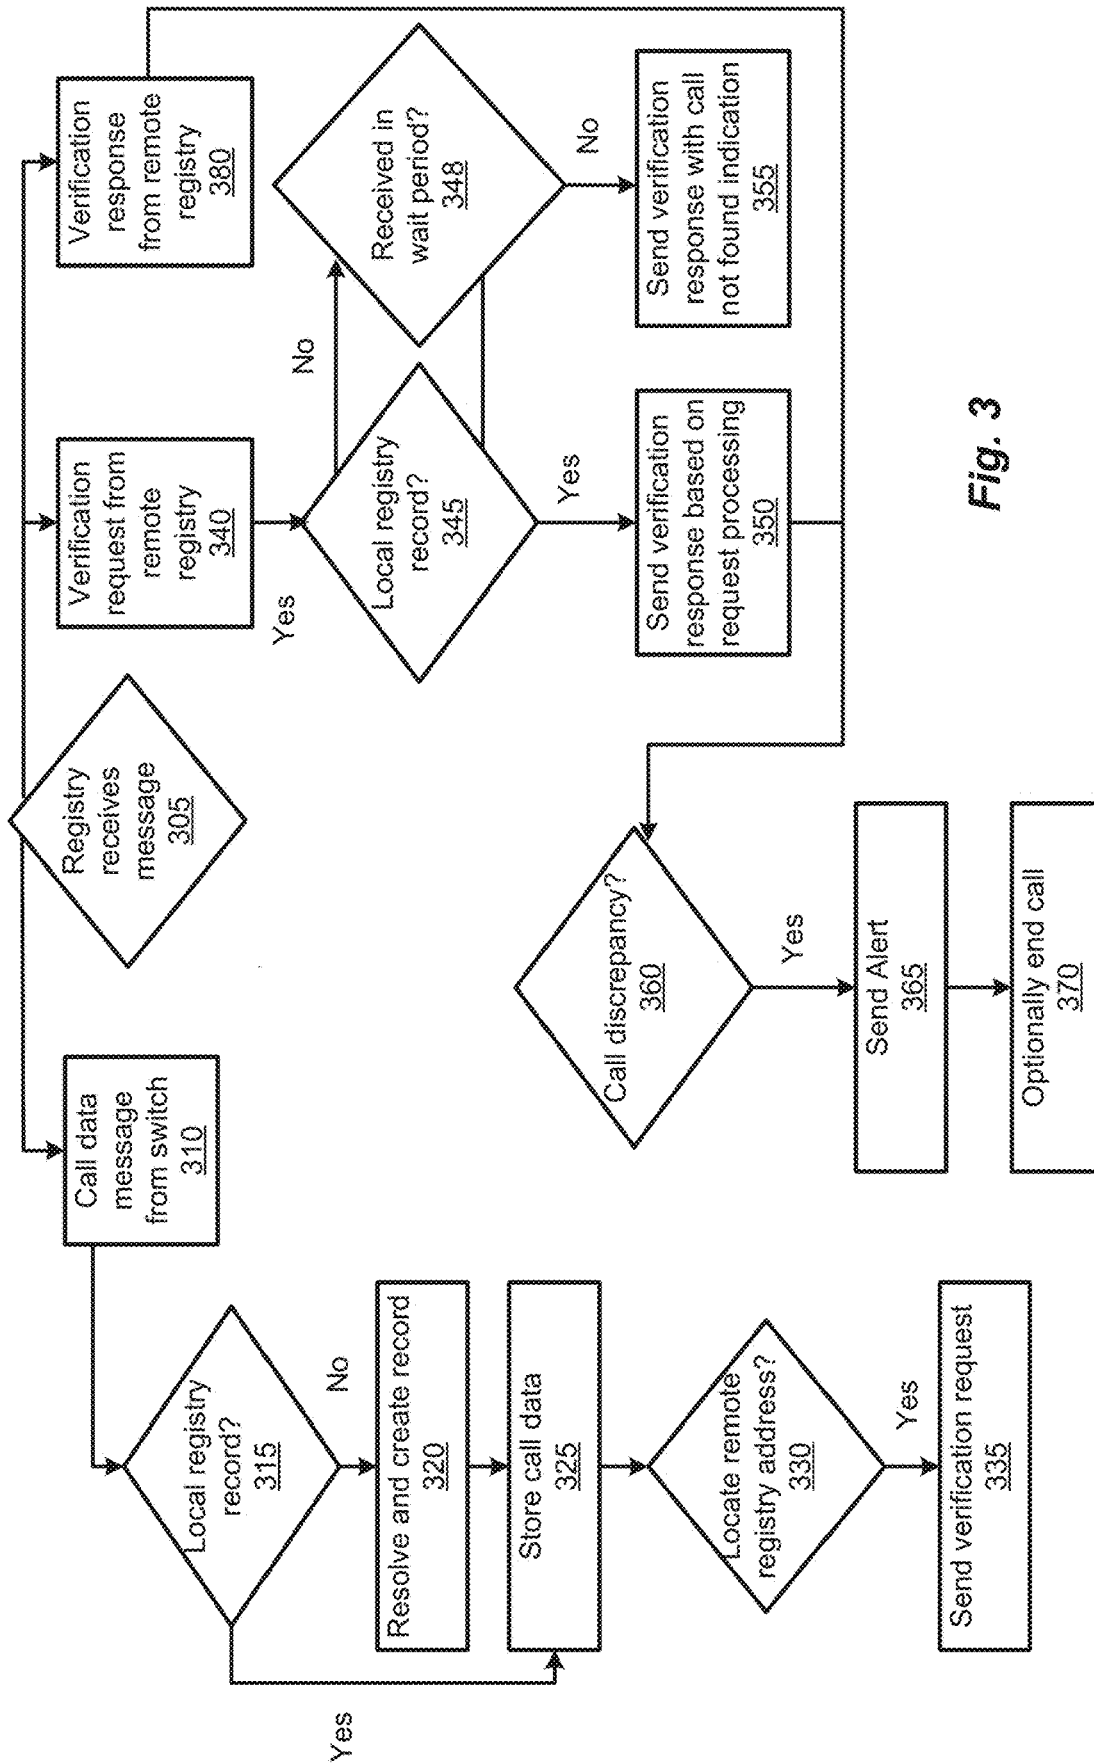 Registry
receives
message
305
Call data
message
from switch
310
Verification
request from
remote
registry
340
Verification
response
from remote
registry
380
Local registry
record?
315
No
Yes
Resolve and create record
320
Store call data
325
Locate remote
registry address?
330
Yes
Send verification request
335
Yes
Local registry
record?
345
No
Received in
wait period?
348
Yes
No
Send verification
response based on
request processing
350
Send verification
response with call
not found indication
355
Call discrepancy?
360
Yes
Send Alert
365
Optionally end call
370
Fig. 3